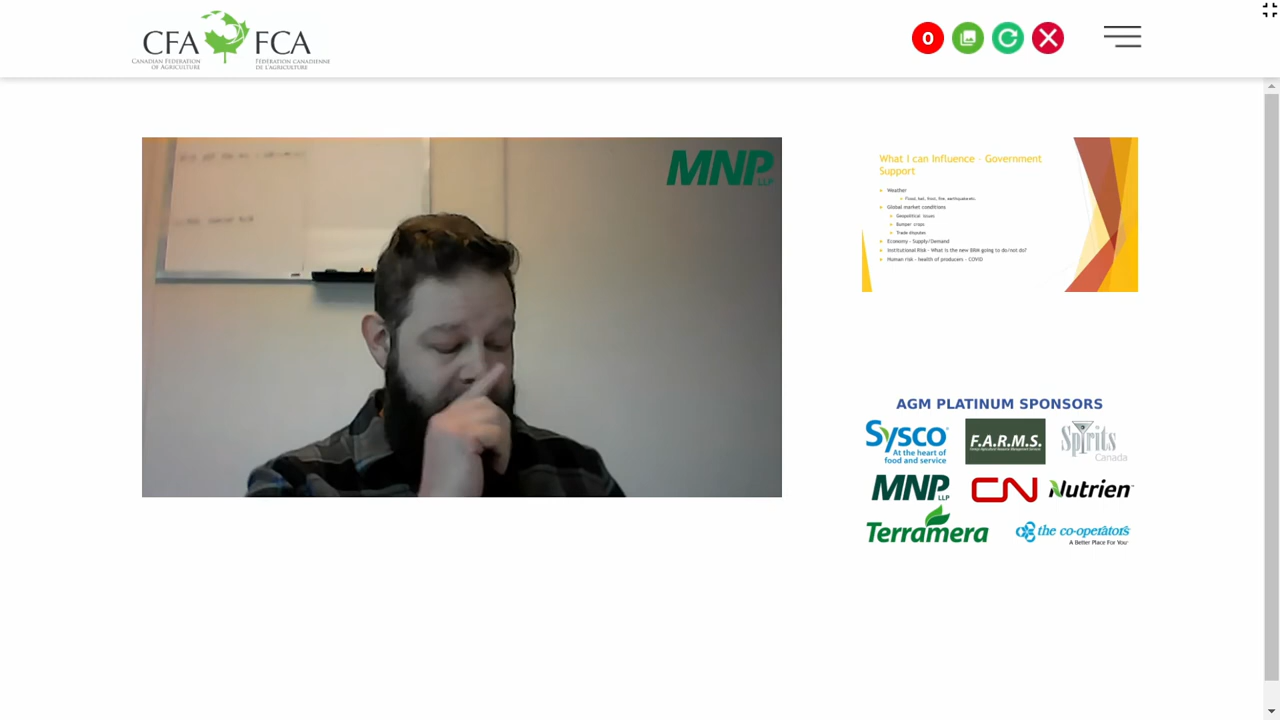 CFA FCA
CANADIAN FEDERATION
OF AGRICULTURE
FÉDÉRATION CANADIENNE
DE L'AGRICULTURE
0
MNP
LLP
What I can Influence – Government
Support
Weather
Flood, hail, frost, fire, earthquake etc.
Global market conditions
Geopolitical issues
Bumper crops
Trade disputes
Economy – Supply/Demand
Institutional Risk – What is the new BRM going to do/not do?
Human risk – health of producers - COVID
AGM PLATINUM SPONSORS
Sysco
At the heart of
food and service
F.A.R.M.S.
Spirits
Canada
MNP
LLP
CN
Nutrien
Terramera
the co-operators
A Better Place For You